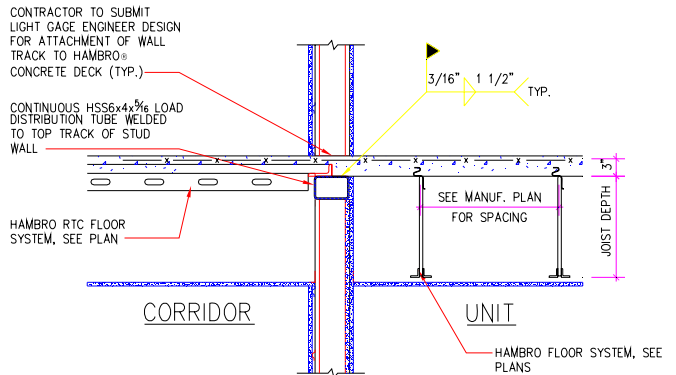 CONTRACTOR TO SUBMIT
LIGHT GAGE ENGINEER DESIGN
FOR ATTACHMENT OF WALL
TRACK TO HAMBRO®
CONCRETE DECK (TYP.)
CONTINUOUS HSS6x4x5/16 LOAD
DISTRIBUTION TUBE WELDED
TO TOP TRACK OF STUD
WALL
3/16" 1 1/2"
TYP.
3"
SEE MANUF. PLAN
FOR SPACING
JOIST DEPTH
HAMBRO RTC FLOOR
SYSTEM, SEE PLAN
CORRIDOR
UNIT
HAMBRO FLOOR SYSTEM, SEE
PLANS